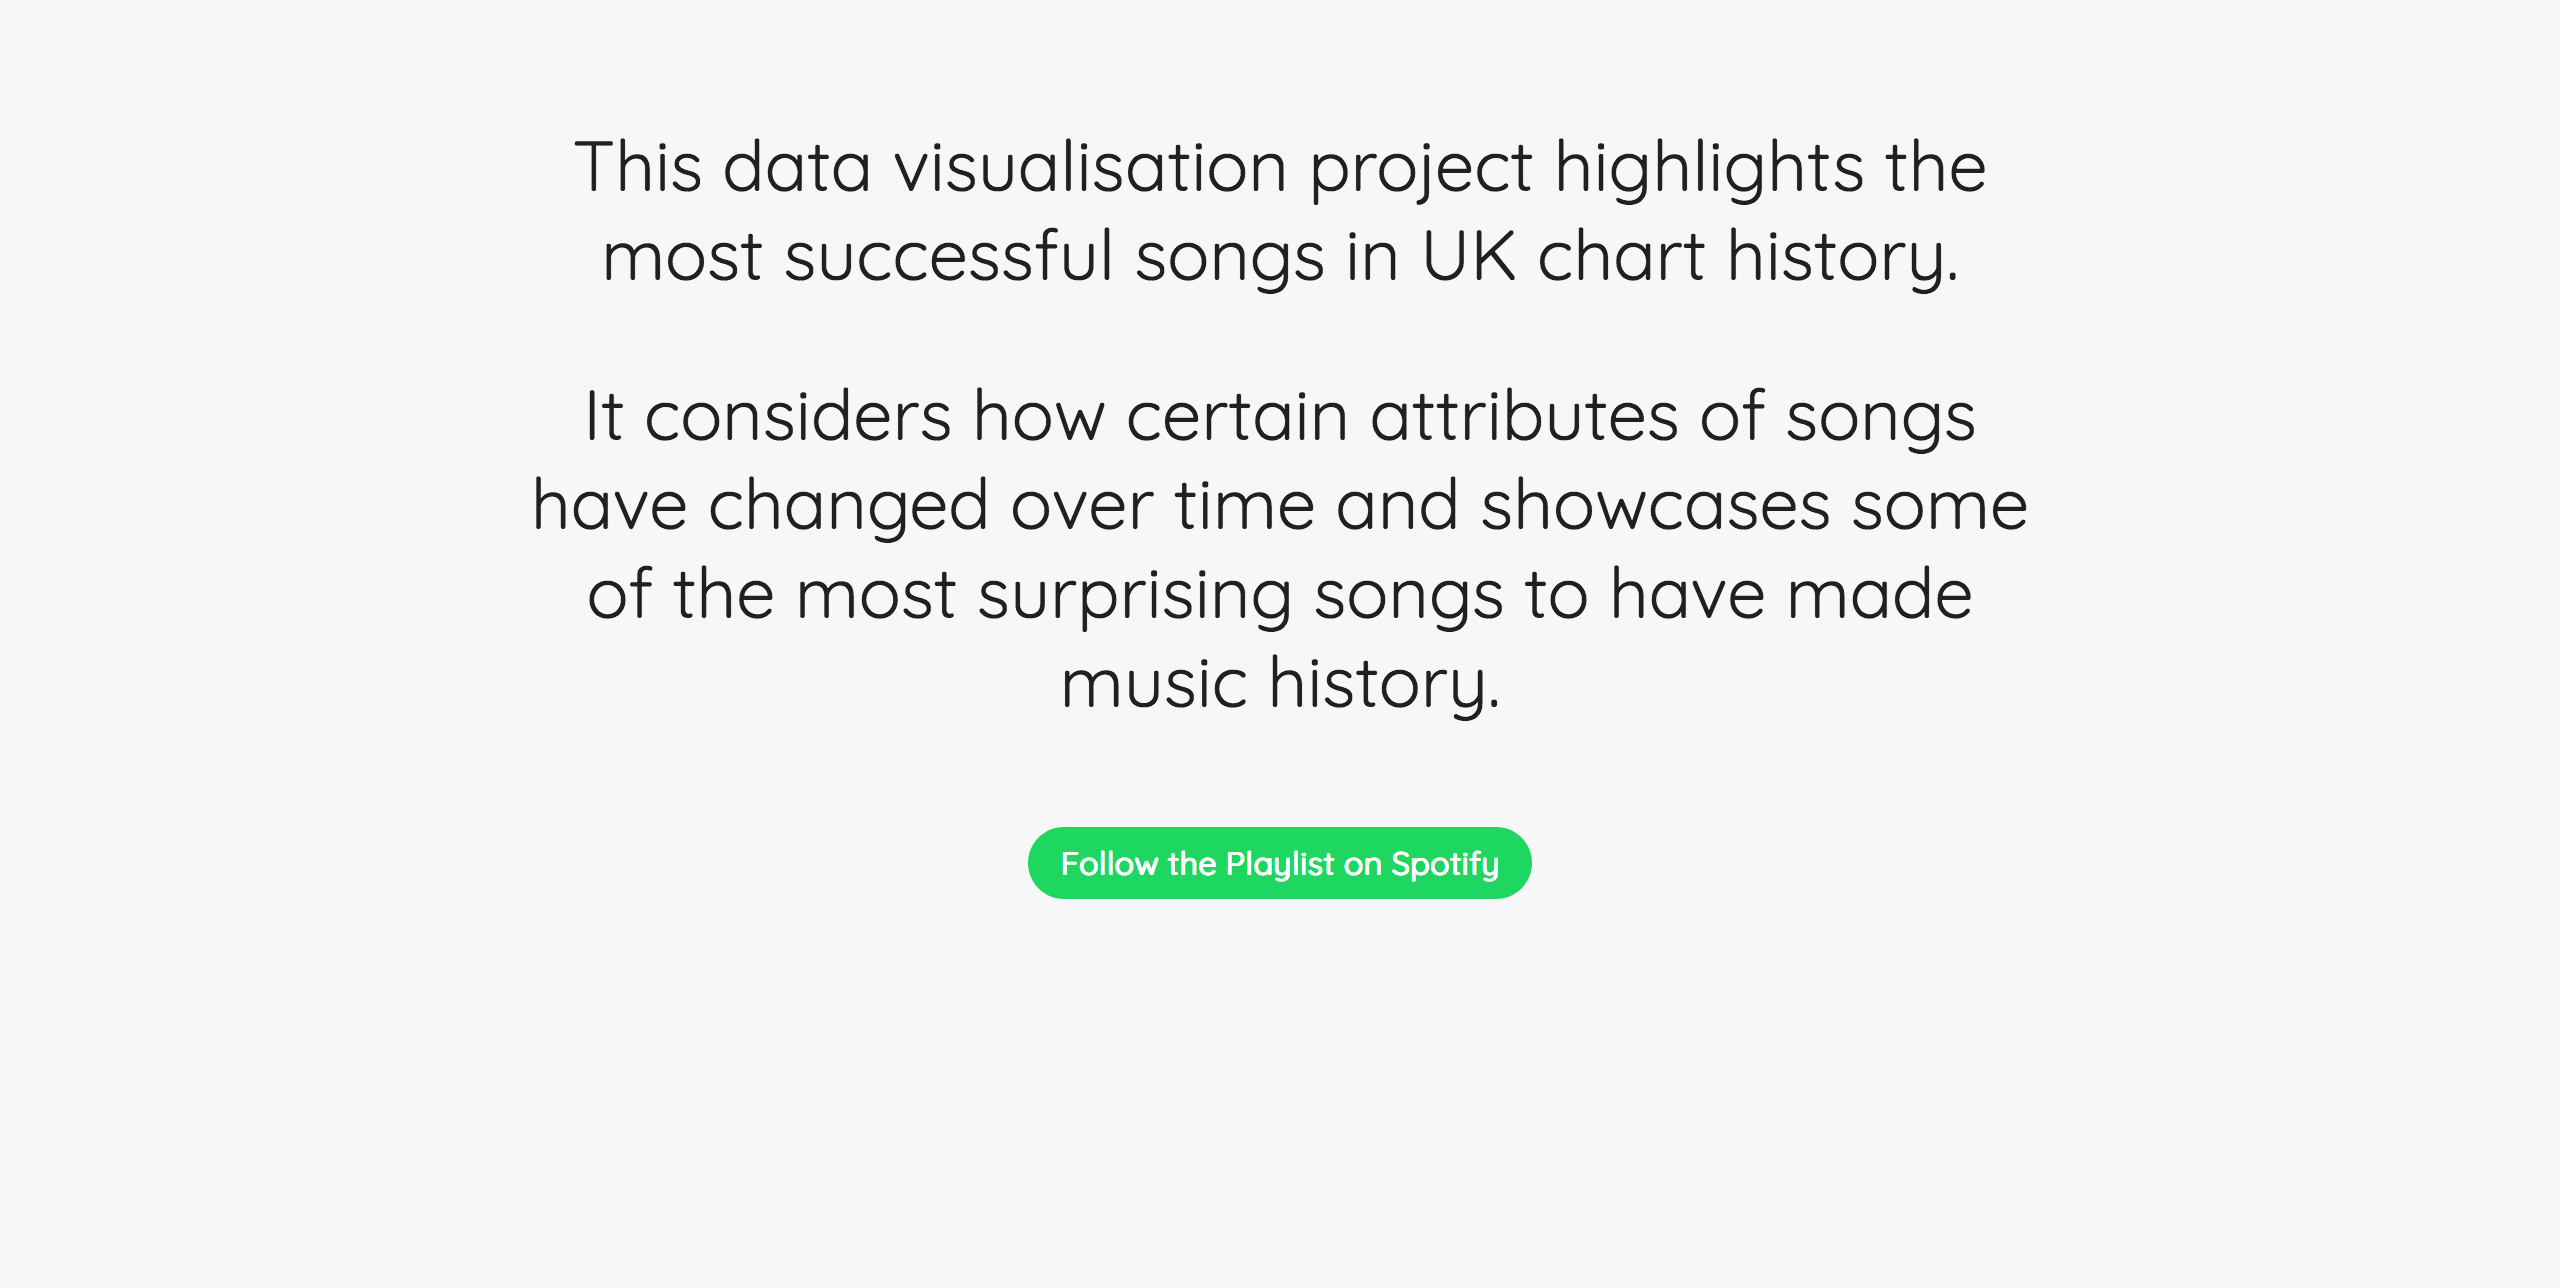 This data visualisation project highlights the
most successful songs in UK chart history.
It considers how certain attributes of songs
have changed over time and showcases some
of the most surprising songs to have made
music history.
Follow the Playlist on Spotify